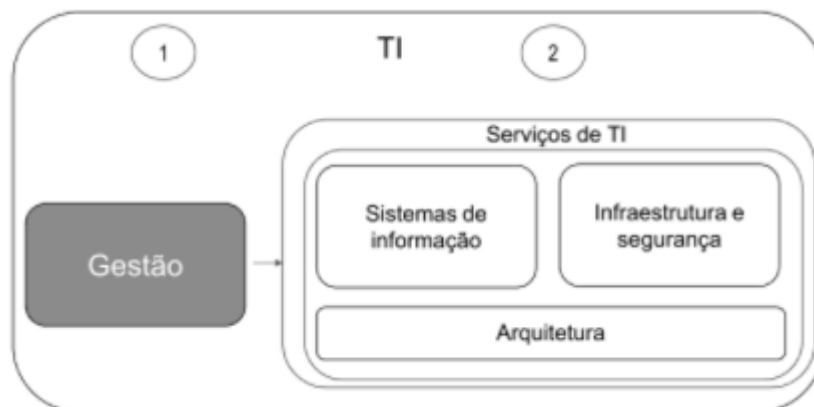 1
TI
2
Serviços de TI
Sistemas de
informação
Infraestrutura e
segurança
Gestão
Arquitetura